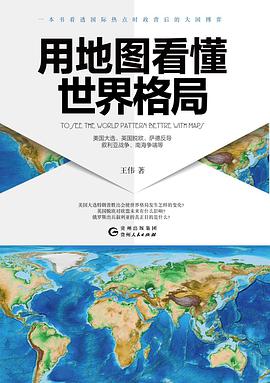 一本书看透国际热点时政背后的大国博弈
用地图看懂
世界格局
TO SEE THE WORLD PATTERN BETTRE WITH MAPS
美国大选、英国脱欧、萨德反导
叙利亚战争、南海争端等
王伟 著
美国大选特朗普胜出会使世界格局发生怎样的变化?
英国脱欧对欧盟未来有什么影响?
俄罗斯出兵叙利亚的真正目的是什么?
贵州出版集团
贵州人民出版社